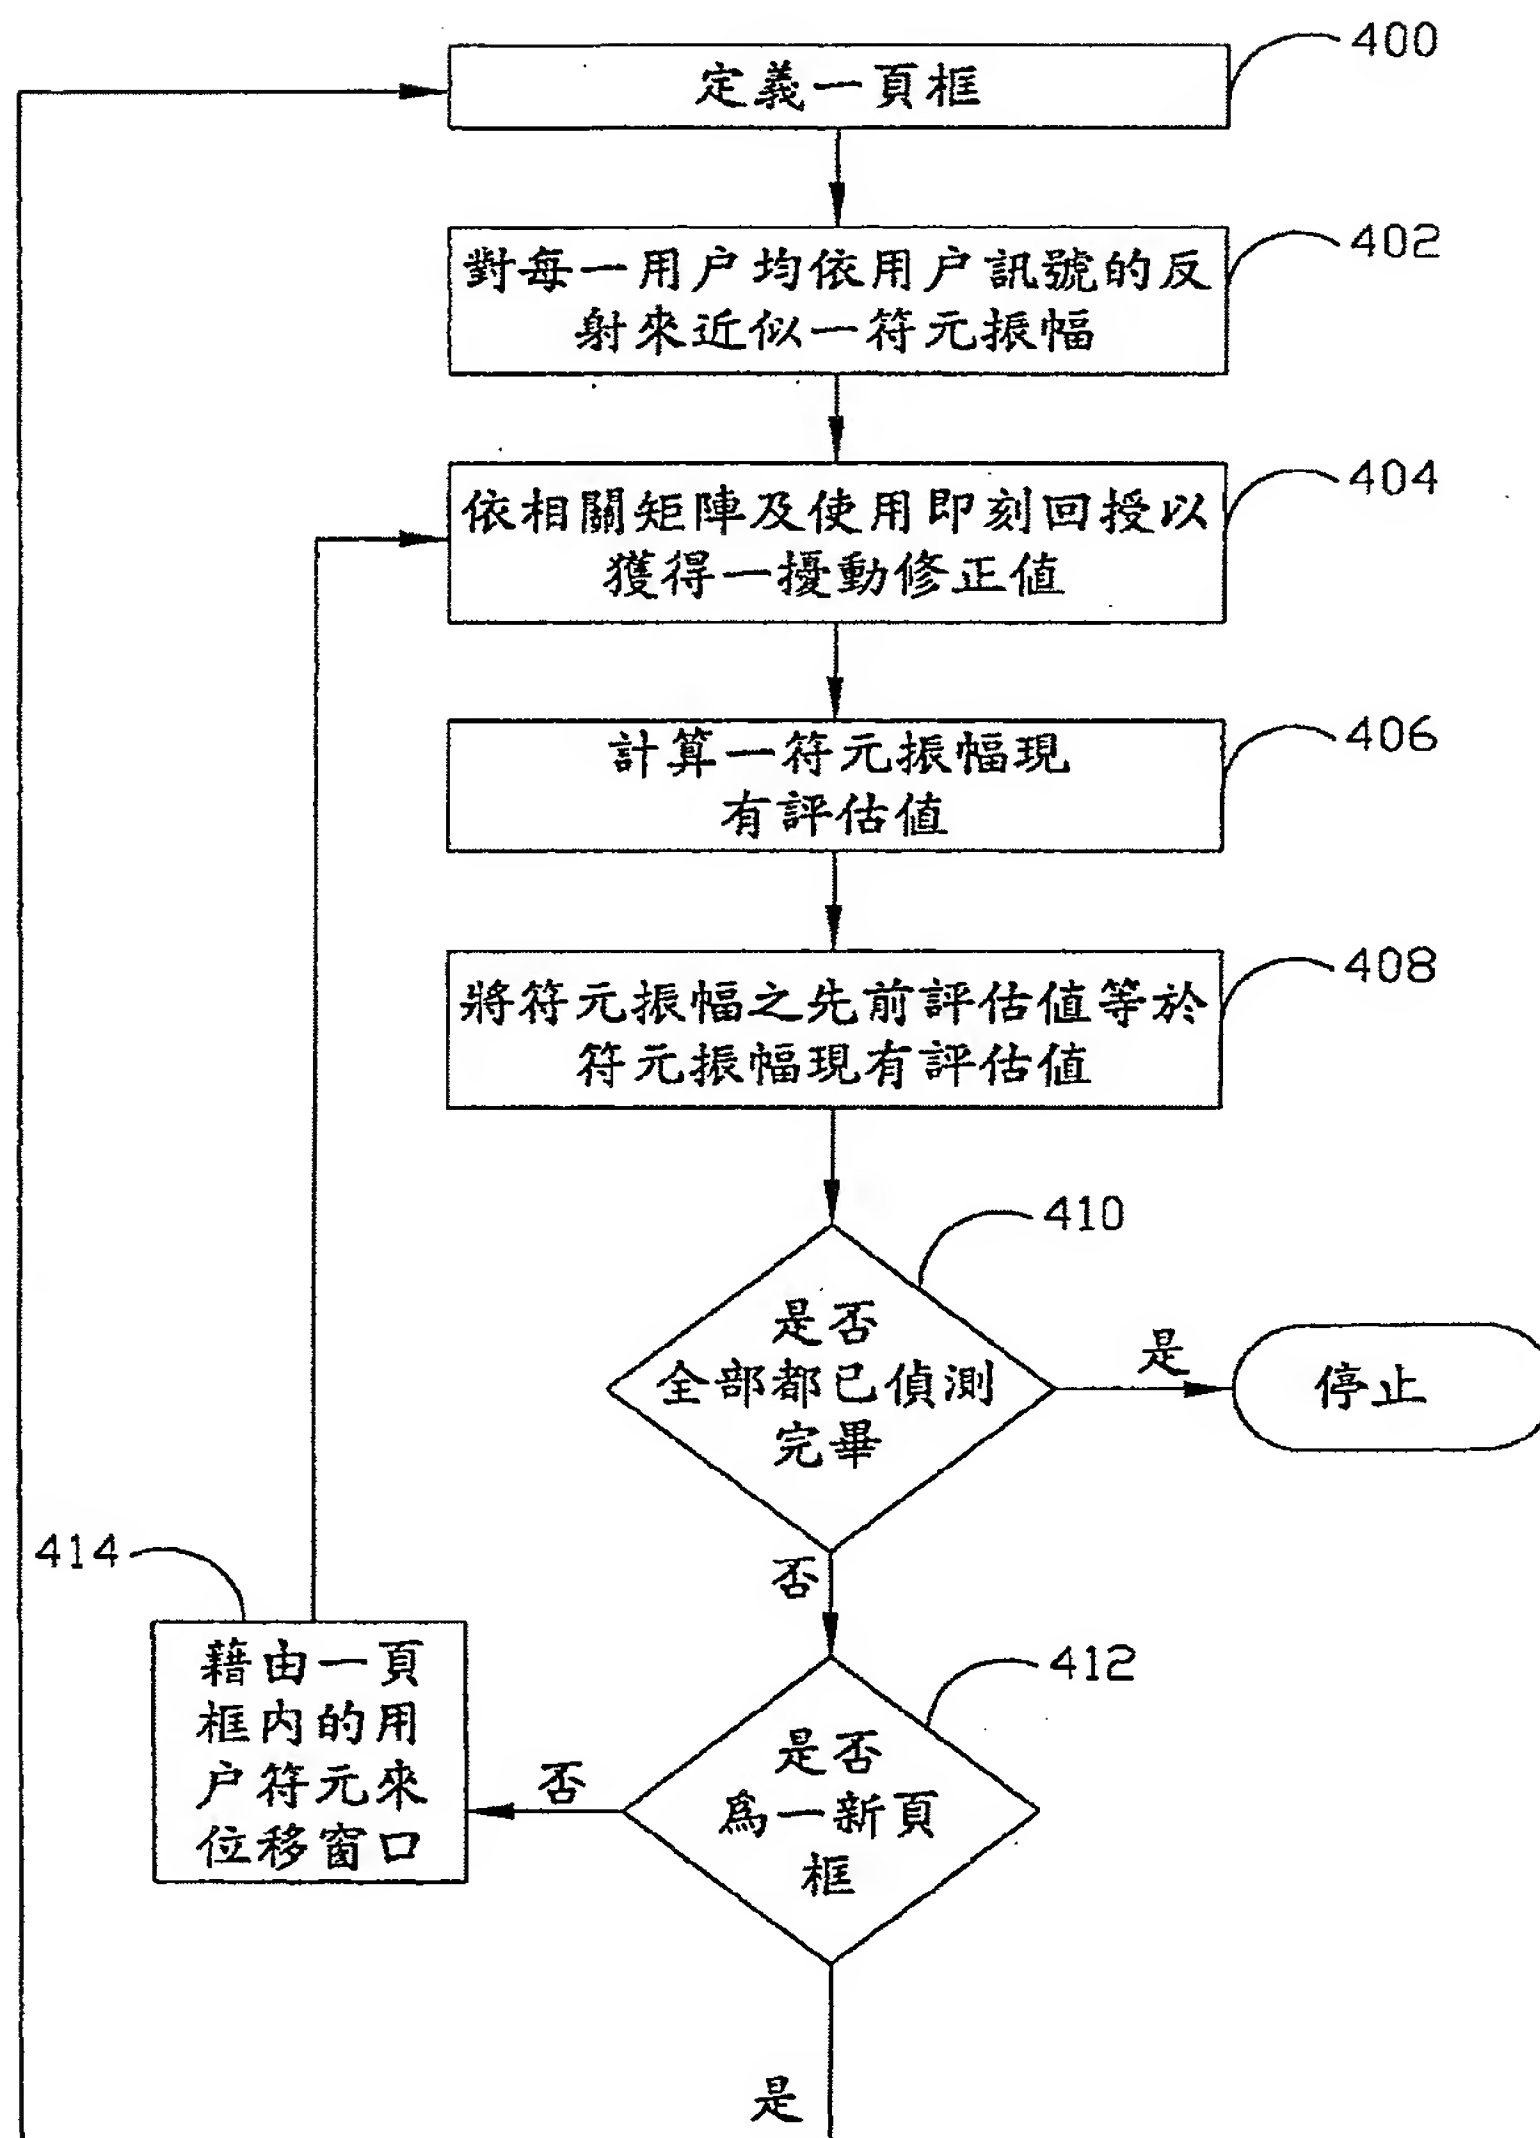 400
定義一頁框
402
對每一用户均依用户訊號的反
射來近似一符元振幅
404
依相關矩陣及使用即刻回授以
獲得一擾動修正值
406
計算一符元振幅現
有評估值
408
將符元振幅之先前評估值等於
符元振幅現有評估值
410
是否
全部都已偵測
完畢
是
停止
否
414
藉由一頁
框内的用
户符元來
位移窗口
412
是否
爲一新頁
框
否
是